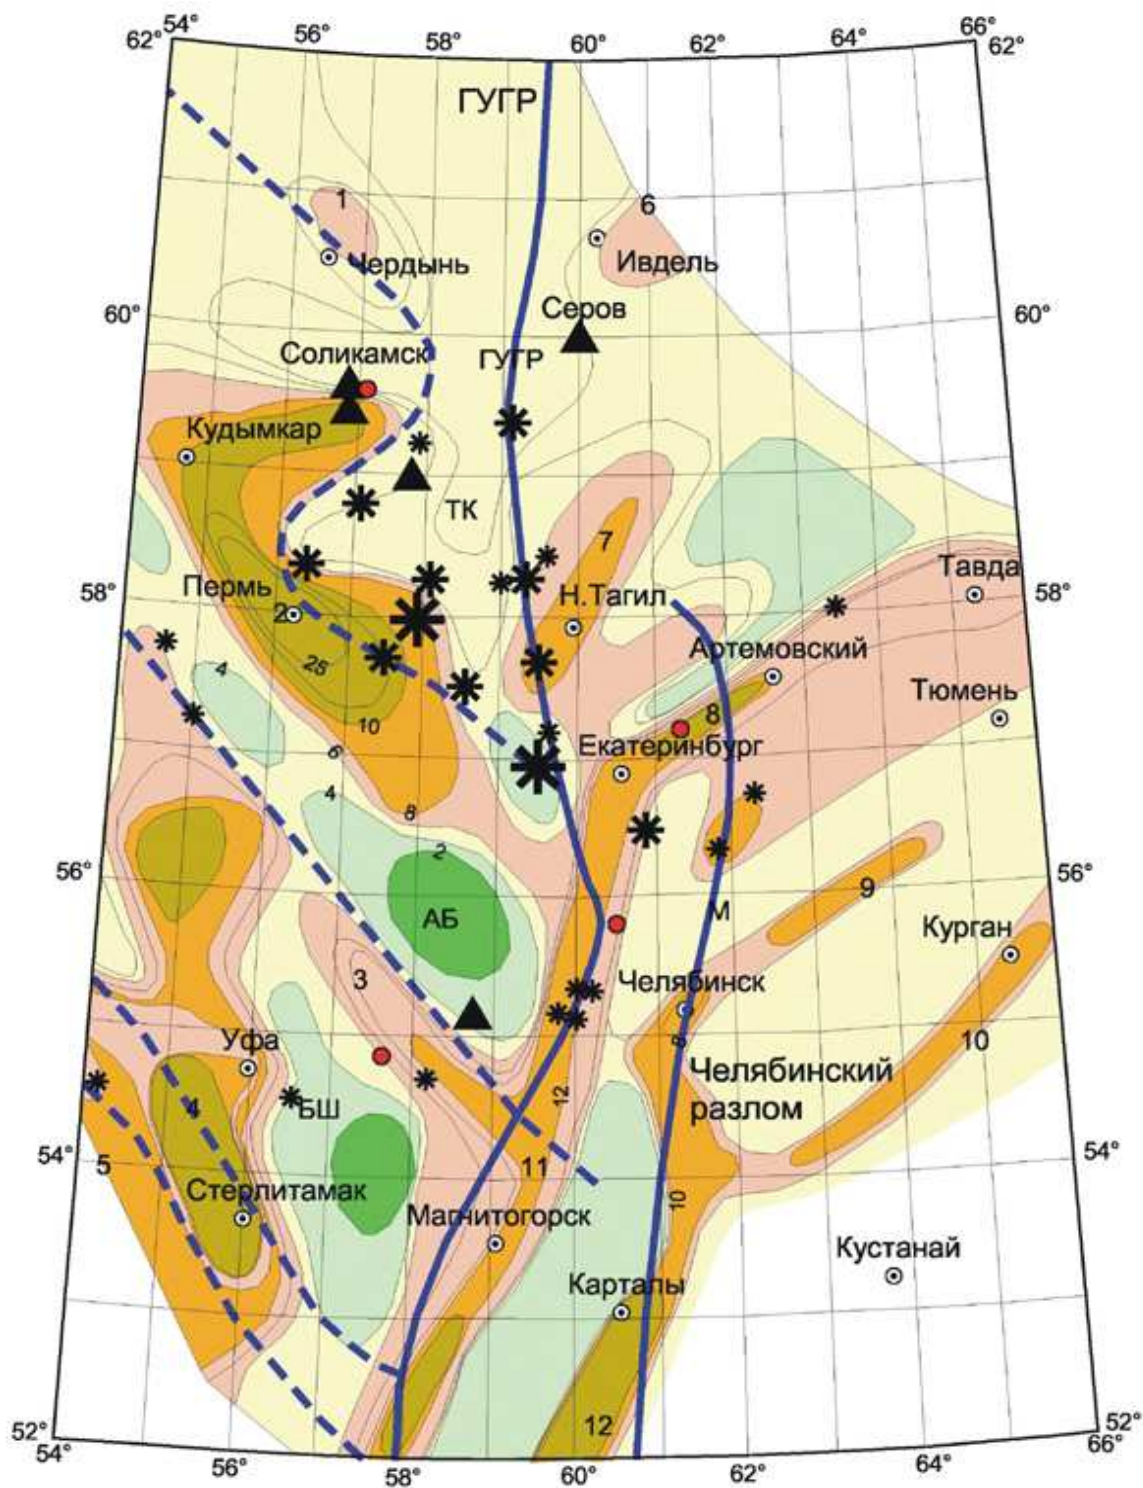 54° 56° 58° 60° 62° 64° 66°
62° 62°
ГУГР
1
6
Чердынь
Ивдель
60° 60°
Серов
Соликамск
ГУГР
Кудымкар
ТК
7
58° 58°
Пермь
Н.Тагил
Тавда
2
Артемовский
25
4
Тюмень
10
8
6
Екатеринбург
4
8
2
56° 56°
9
АБ
М
Курган
3
Челябинск
Уфа
8
10
Челябинский
разлом
12
4
БШ
54° 54°
5
11
Стерлитамак
10
Магнитогорск
Кустанай
Карталы
12
52° 52°
54° 56° 58° 60° 62° 64° 66°